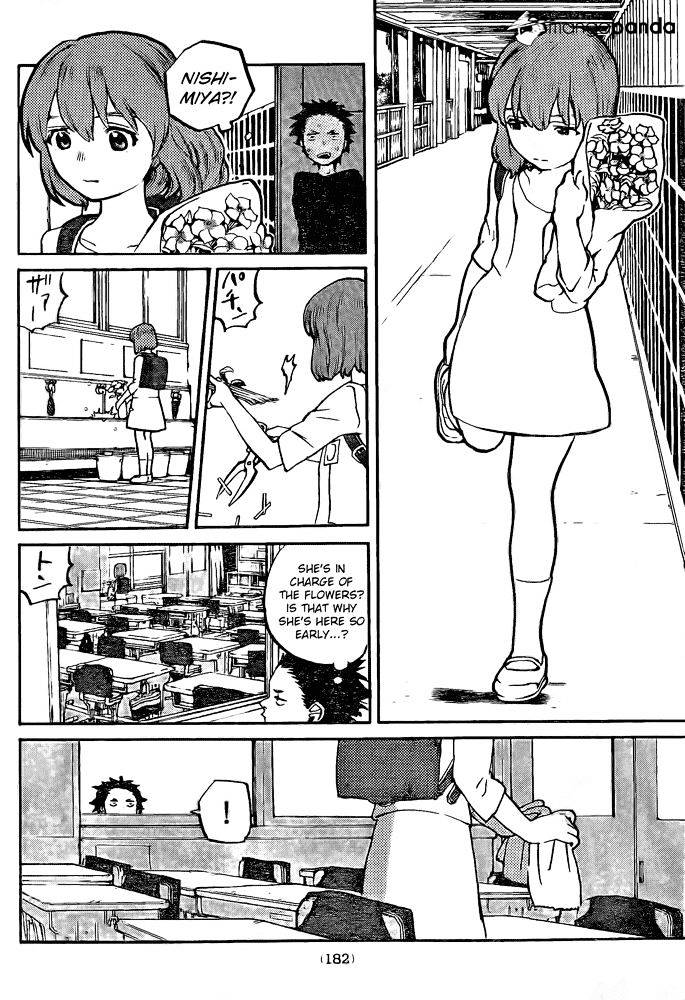 mangapanda
NISHI-
MIYA?!
パチン
ザァー
SHE'S IN
CHARGE OF
THE FLOWERS?
IS THAT WHY
SHE'S HERE SO
EARLY...?
トン
!
(182)